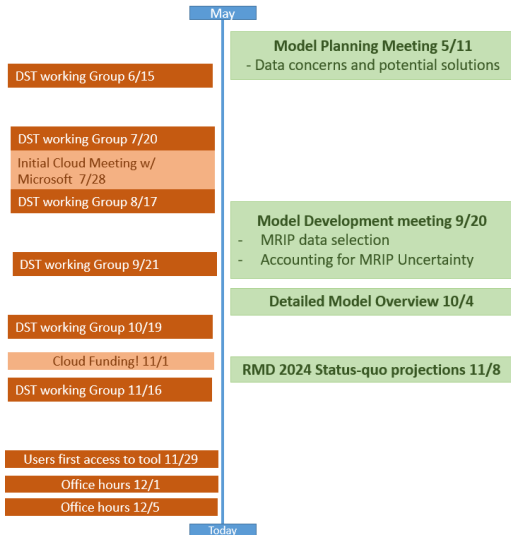 May
Model Planning Meeting 5/11
- Data concerns and potential solutions
DST working Group 6/15
DST working Group 7/20
Initial Cloud Meeting w/
Microsoft 7/28
DST working Group 8/17
Model Development meeting 9/20
- MRIP data selection
- Accounting for MRIP Uncertainty
DST working Group 9/21
Detailed Model Overview 10/4
DST working Group 10/19
Cloud Funding! 11/1
RMD 2024 Status-quo projections 11/8
DST working Group 11/16
Users first access to tool 11/29
Office hours 12/1
Office hours 12/5
Today